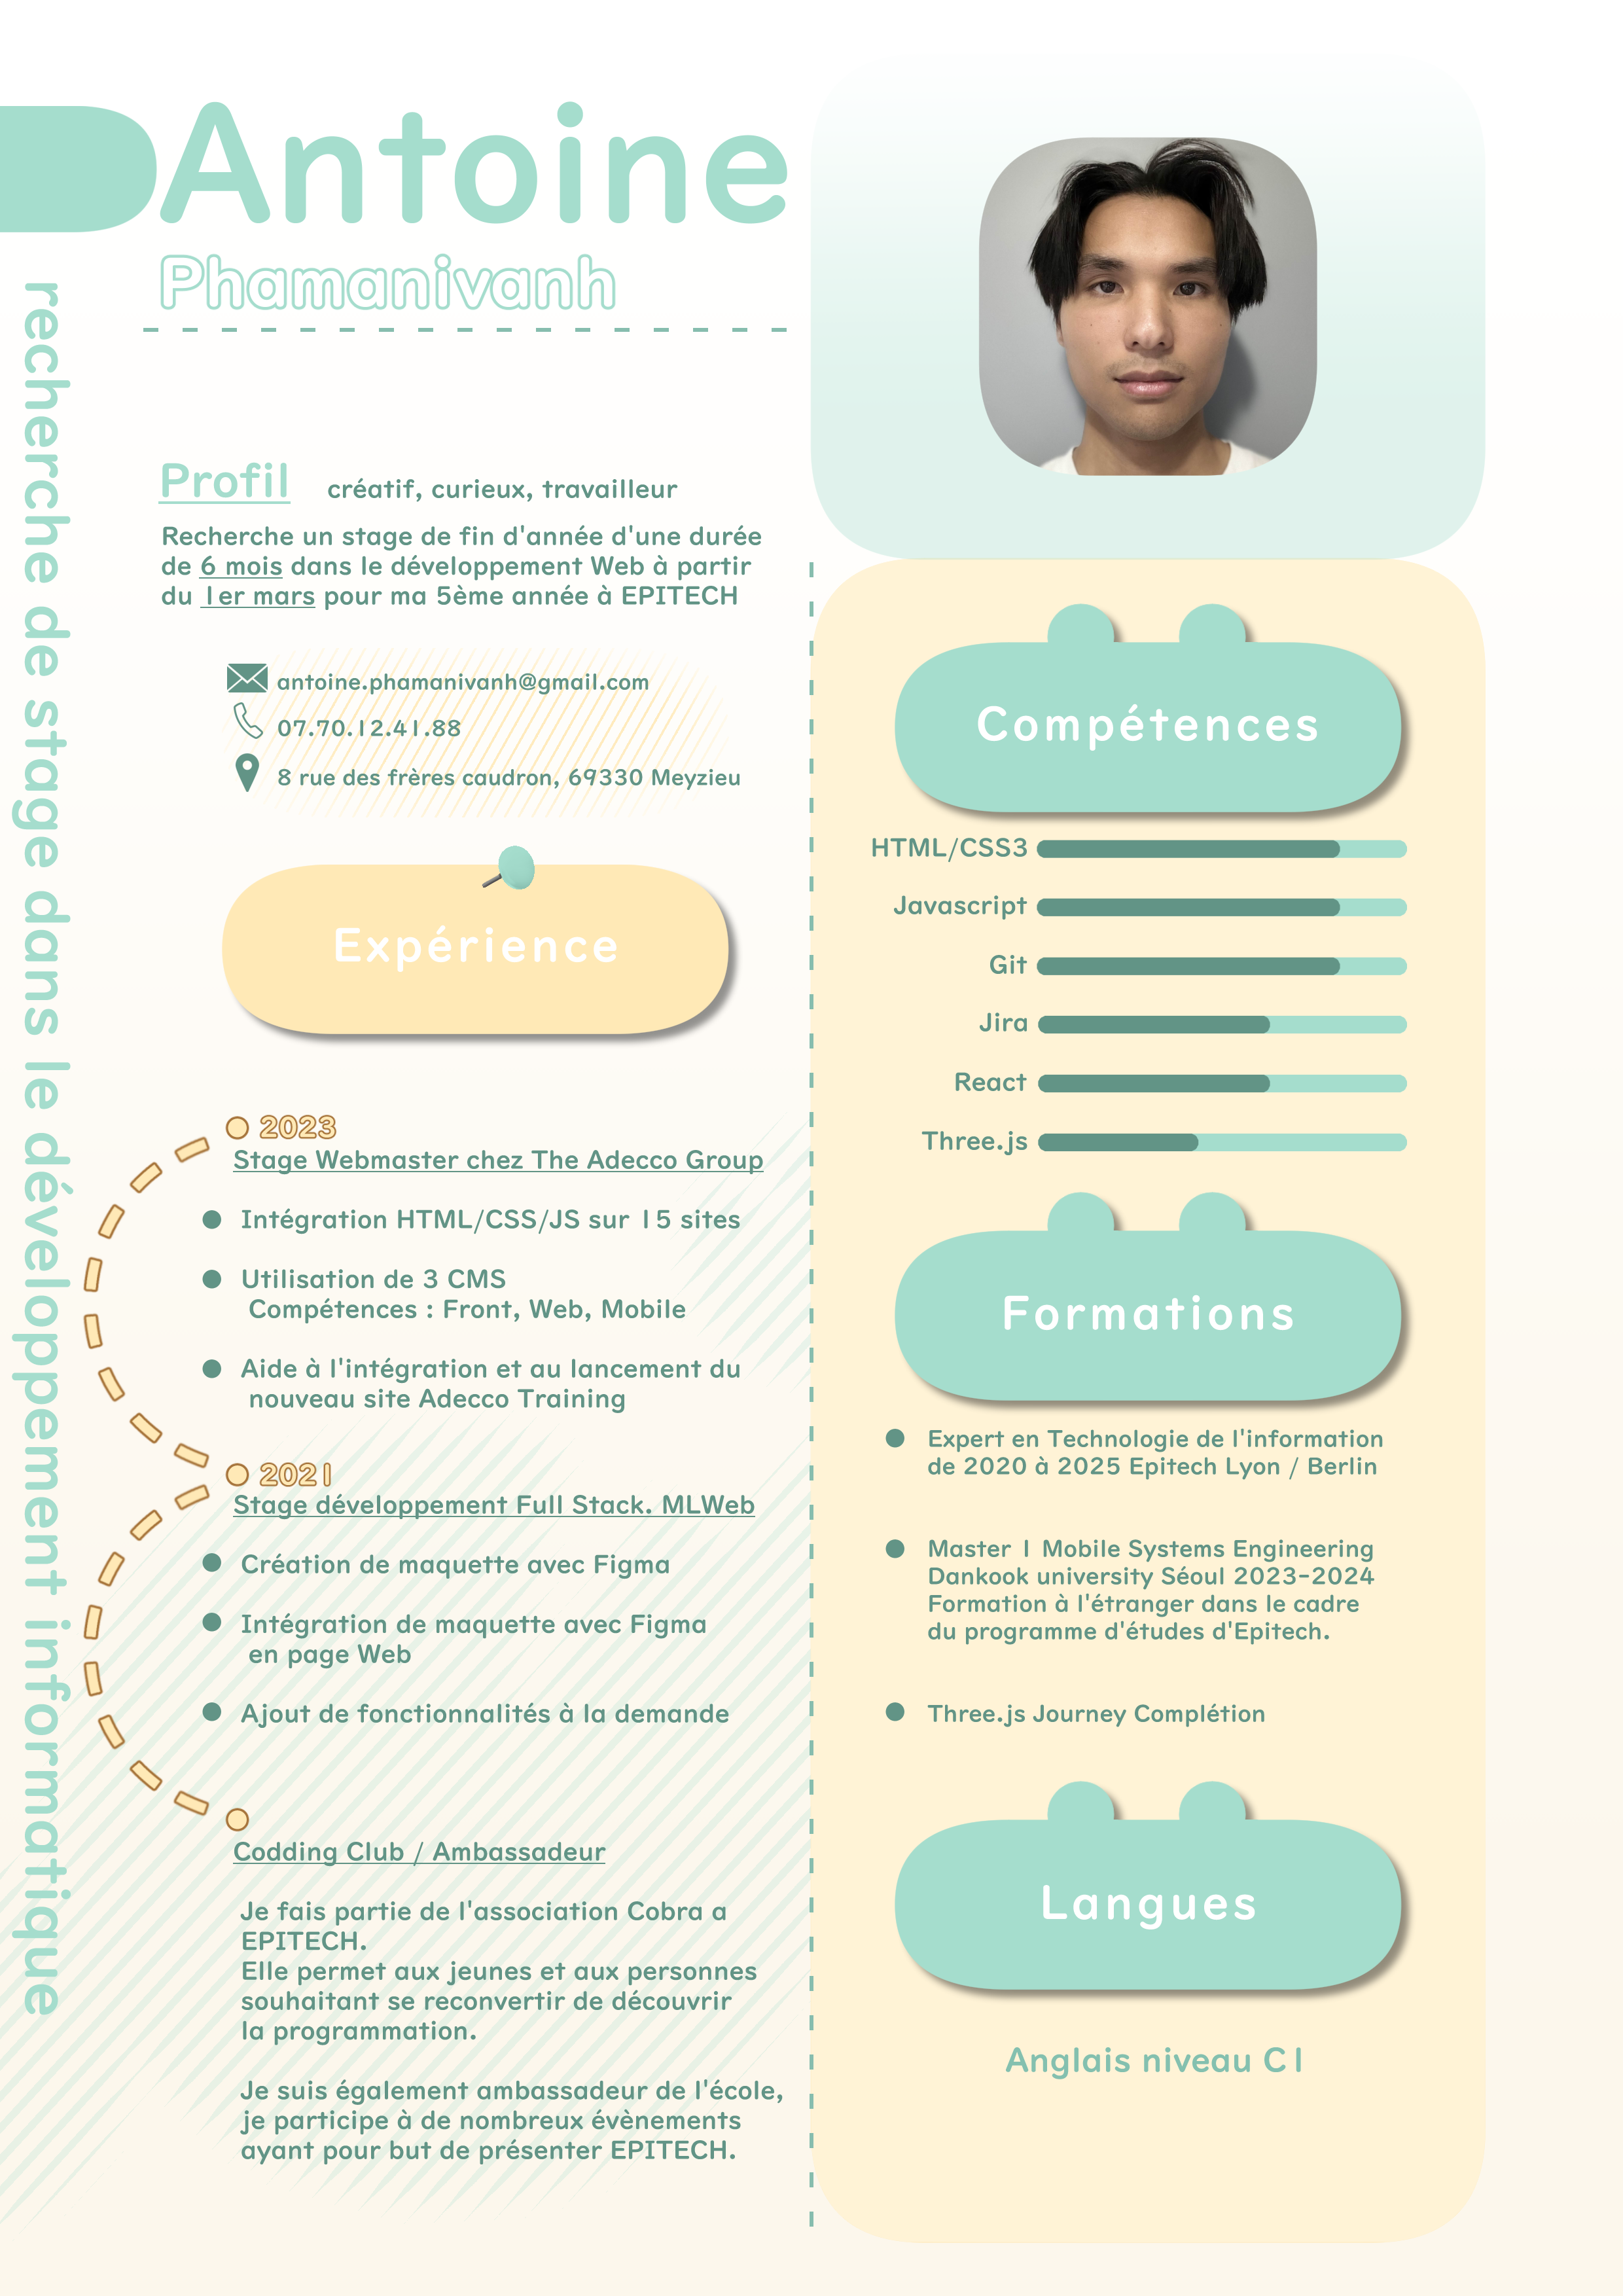 Antoine
Phamanivanh
recherche de stage dans le développement informatique
Profil créatif, curieux, travailleur
Recherche un stage de fin d'année d'une durée
de 6 mois dans le développement Web à partir
du 1er mars pour ma 5ème année à EPITECH
antoine.phamanivanh@gmail.com
07.70.12.41.88
8 rue des frères caudron, 69330 Meyzieu
Expérience
2023
Stage Webmaster chez The Adecco Group
Intégration HTML/CSS/JS sur 15 sites
Utilisation de 3 CMS
Compétences : Front, Web, Mobile
Aide à l'intégration et au lancement du
nouveau site Adecco Training
2021
Stage développement Full Stack. MLWeb
Création de maquette avec Figma
Intégration de maquette avec Figma
en page Web
Ajout de fonctionnalités à la demande
Codding Club / Ambassadeur
Je fais partie de l'association Cobra a
EPITECH.
Elle permet aux jeunes et aux personnes
souhaitant se reconvertir de découvrir
la programmation.
Je suis également ambassadeur de l'école,
je participe à de nombreux évènements
ayant pour but de présenter EPITECH.
Compétences
HTML/CSS3
Javascript
Git
Jira
React
Three.js
Formations
Expert en Technologie de l'information
de 2020 à 2025 Epitech Lyon / Berlin
Master 1 Mobile Systems Engineering
Dankook university Séoul 2023-2024
Formation à l'étranger dans le cadre
du programme d'études d'Epitech.
Three.js Journey Complétion
Langues
Anglais niveau C1